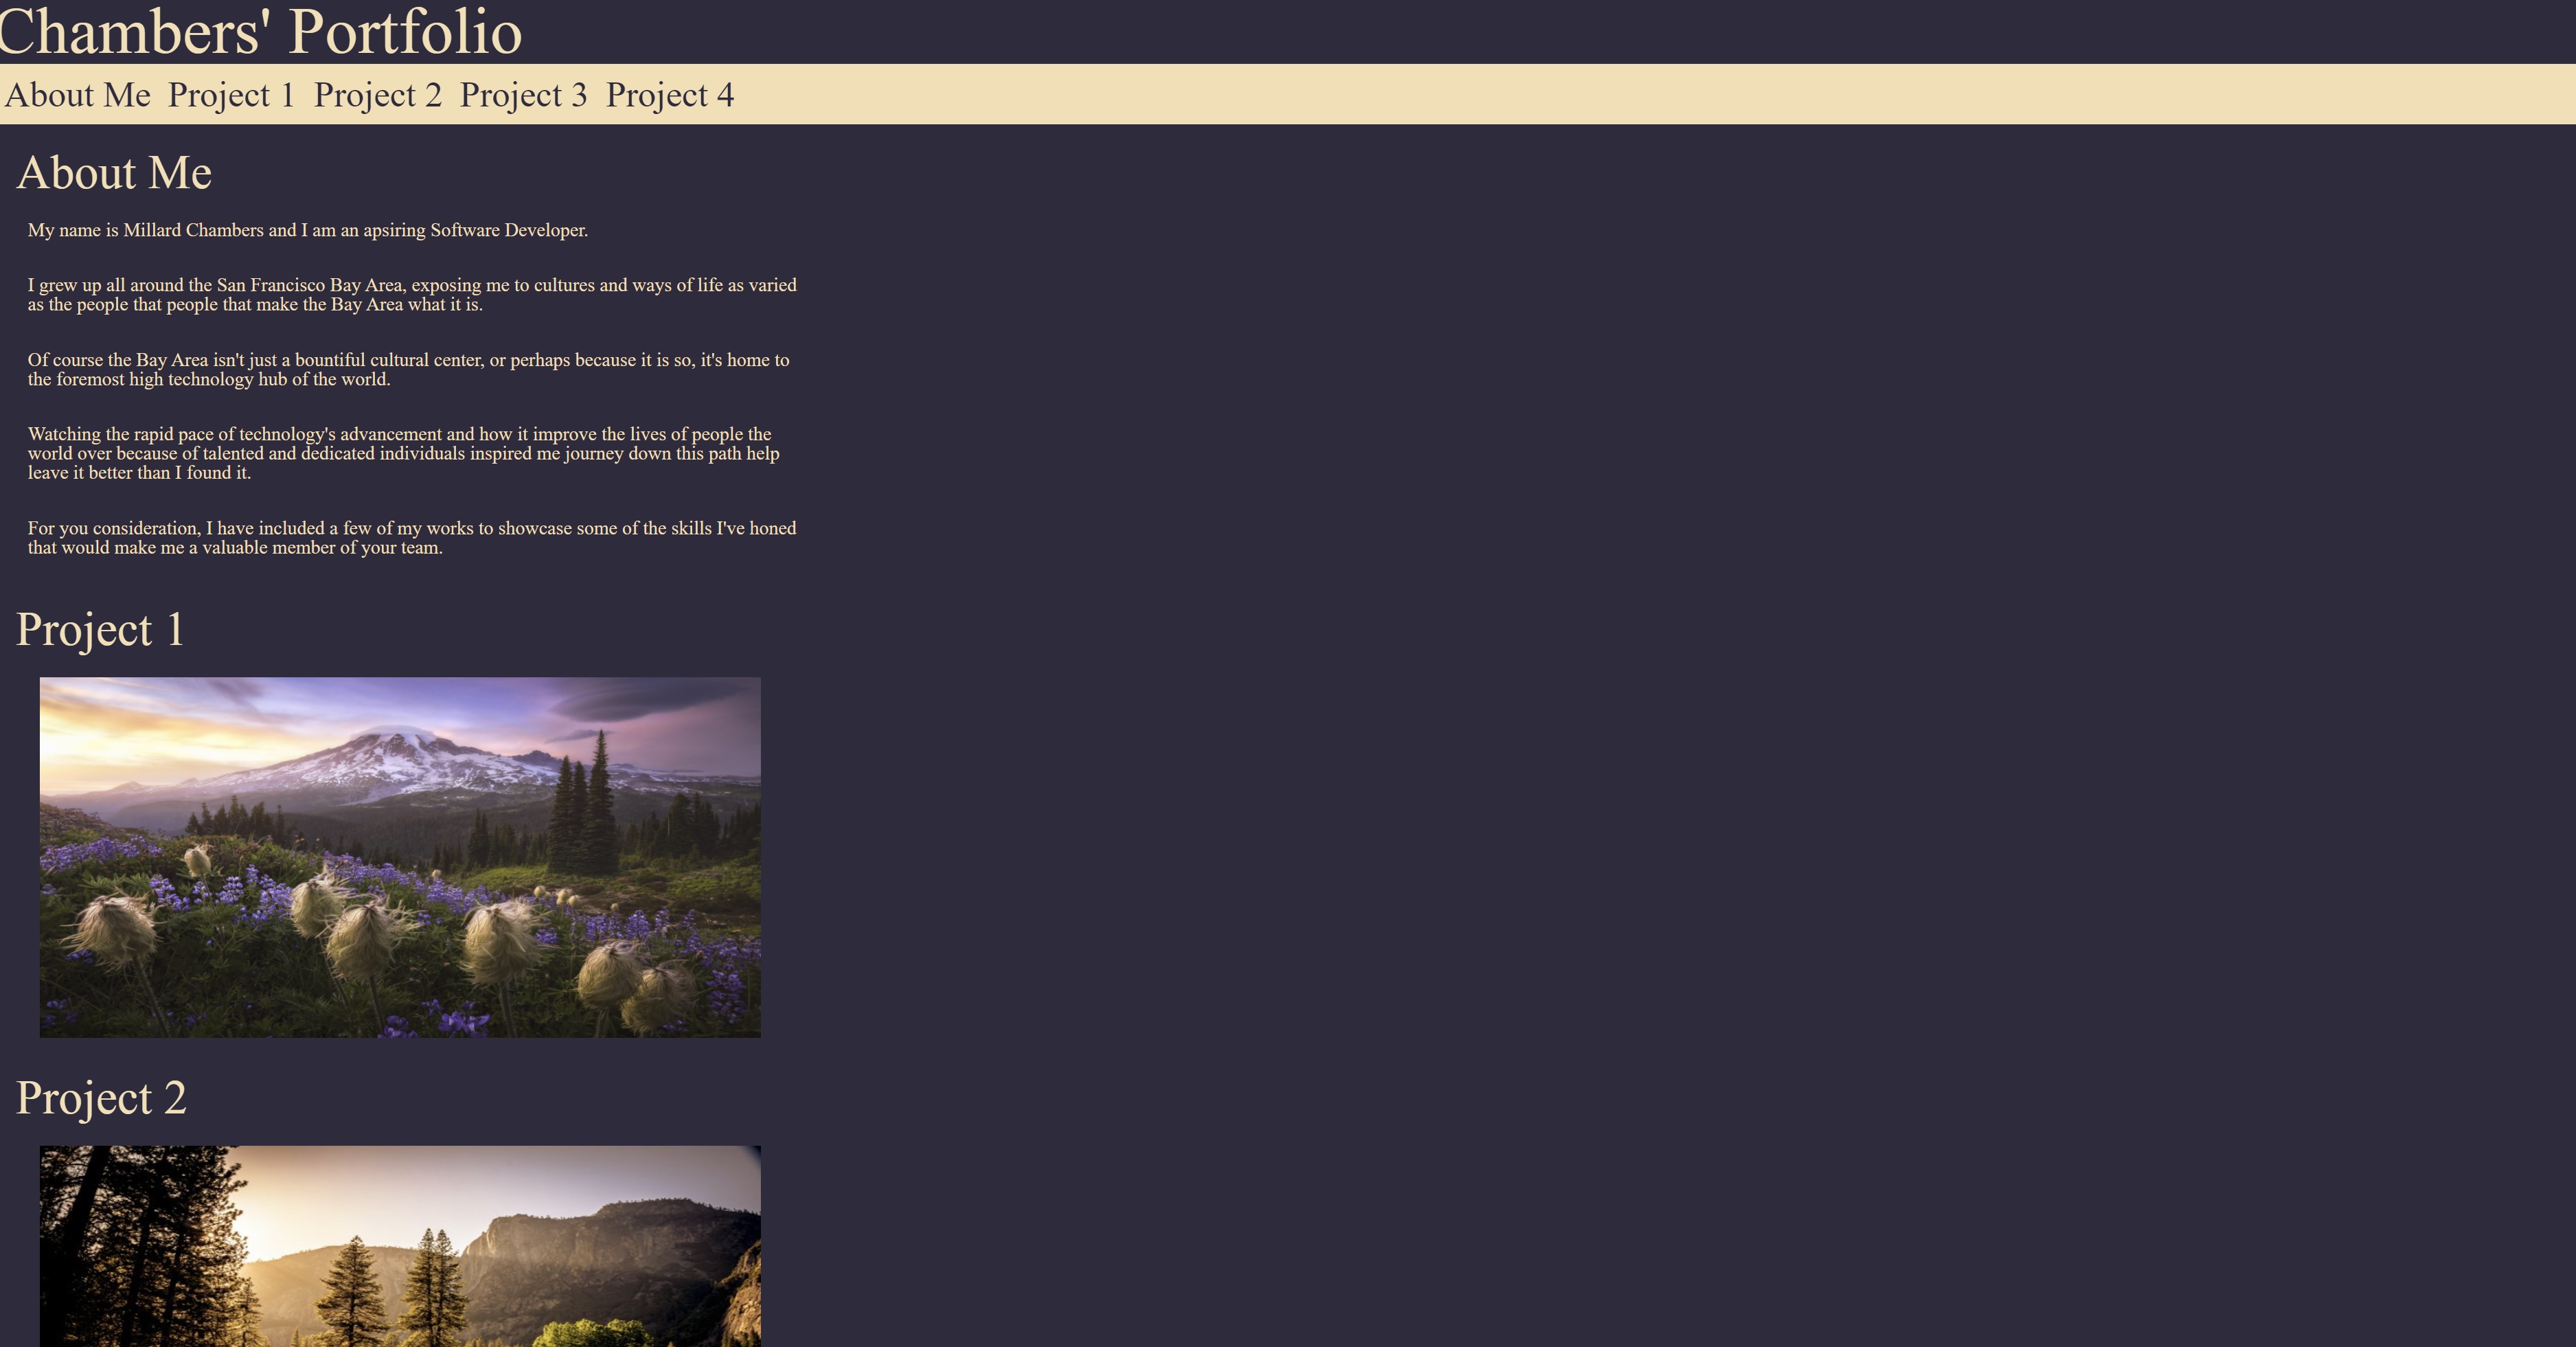 Chambers' Portfolio
About Me Project 1 Project 2 Project 3 Project 4
About Me
My name is Millard Chambers and I am an apsiring Software Developer.
I grew up all around the San Francisco Bay Area, exposing me to cultures and ways of life as varied
as the people that people that make the Bay Area what it is.
Of course the Bay Area isn't just a bountiful cultural center, or perhaps because it is so, it's home to
the foremost high technology hub of the world.
Watching the rapid pace of technology's advancement and how it improve the lives of people the
world over because of talented and dedicated individuals inspired me journey down this path help
leave it better than I found it.
For you consideration, I have included a few of my works to showcase some of the skills I've honed
that would make me a valuable member of your team.
Project 1
Project 2